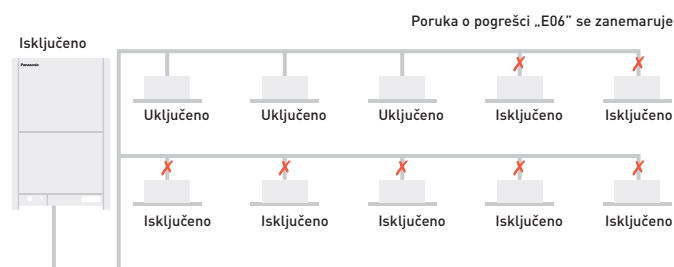 Poruka o pogrešci „E06” se zanemaruje
Isključeno
Panasonic
Uključeno Uključeno Uključeno Isključeno Isključeno
Isključeno Isključeno Isključeno Isključeno Isključeno